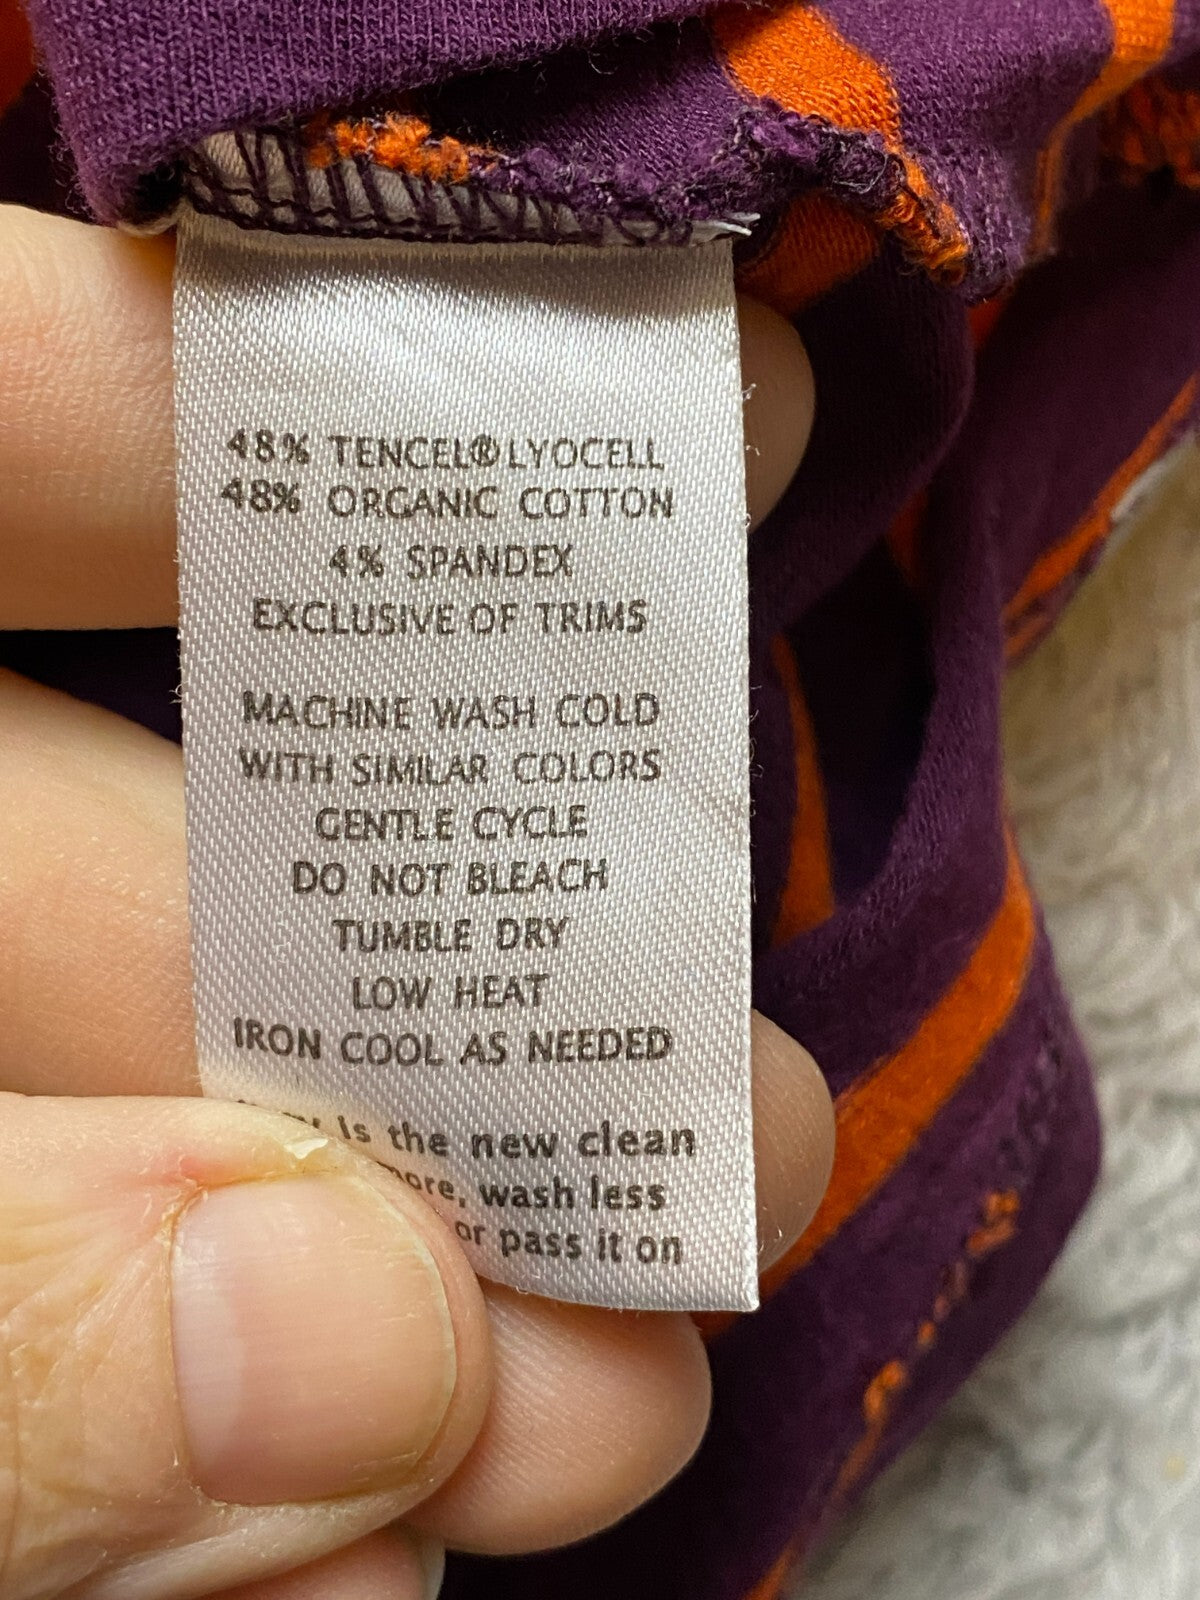 48% TENCEL® LYOCELL
48% ORGANIC COTTON
4% SPANDEX
EXCLUSIVE OF TRIMS
MACHINE WASH COLD
WITH SIMILAR COLORS
GENTLE CYCLE
DO NOT BLEACH
TUMBLE DRY
LOW HEAT
IRON COOL AS NEEDED
is the new clean
wash less
or pass it on